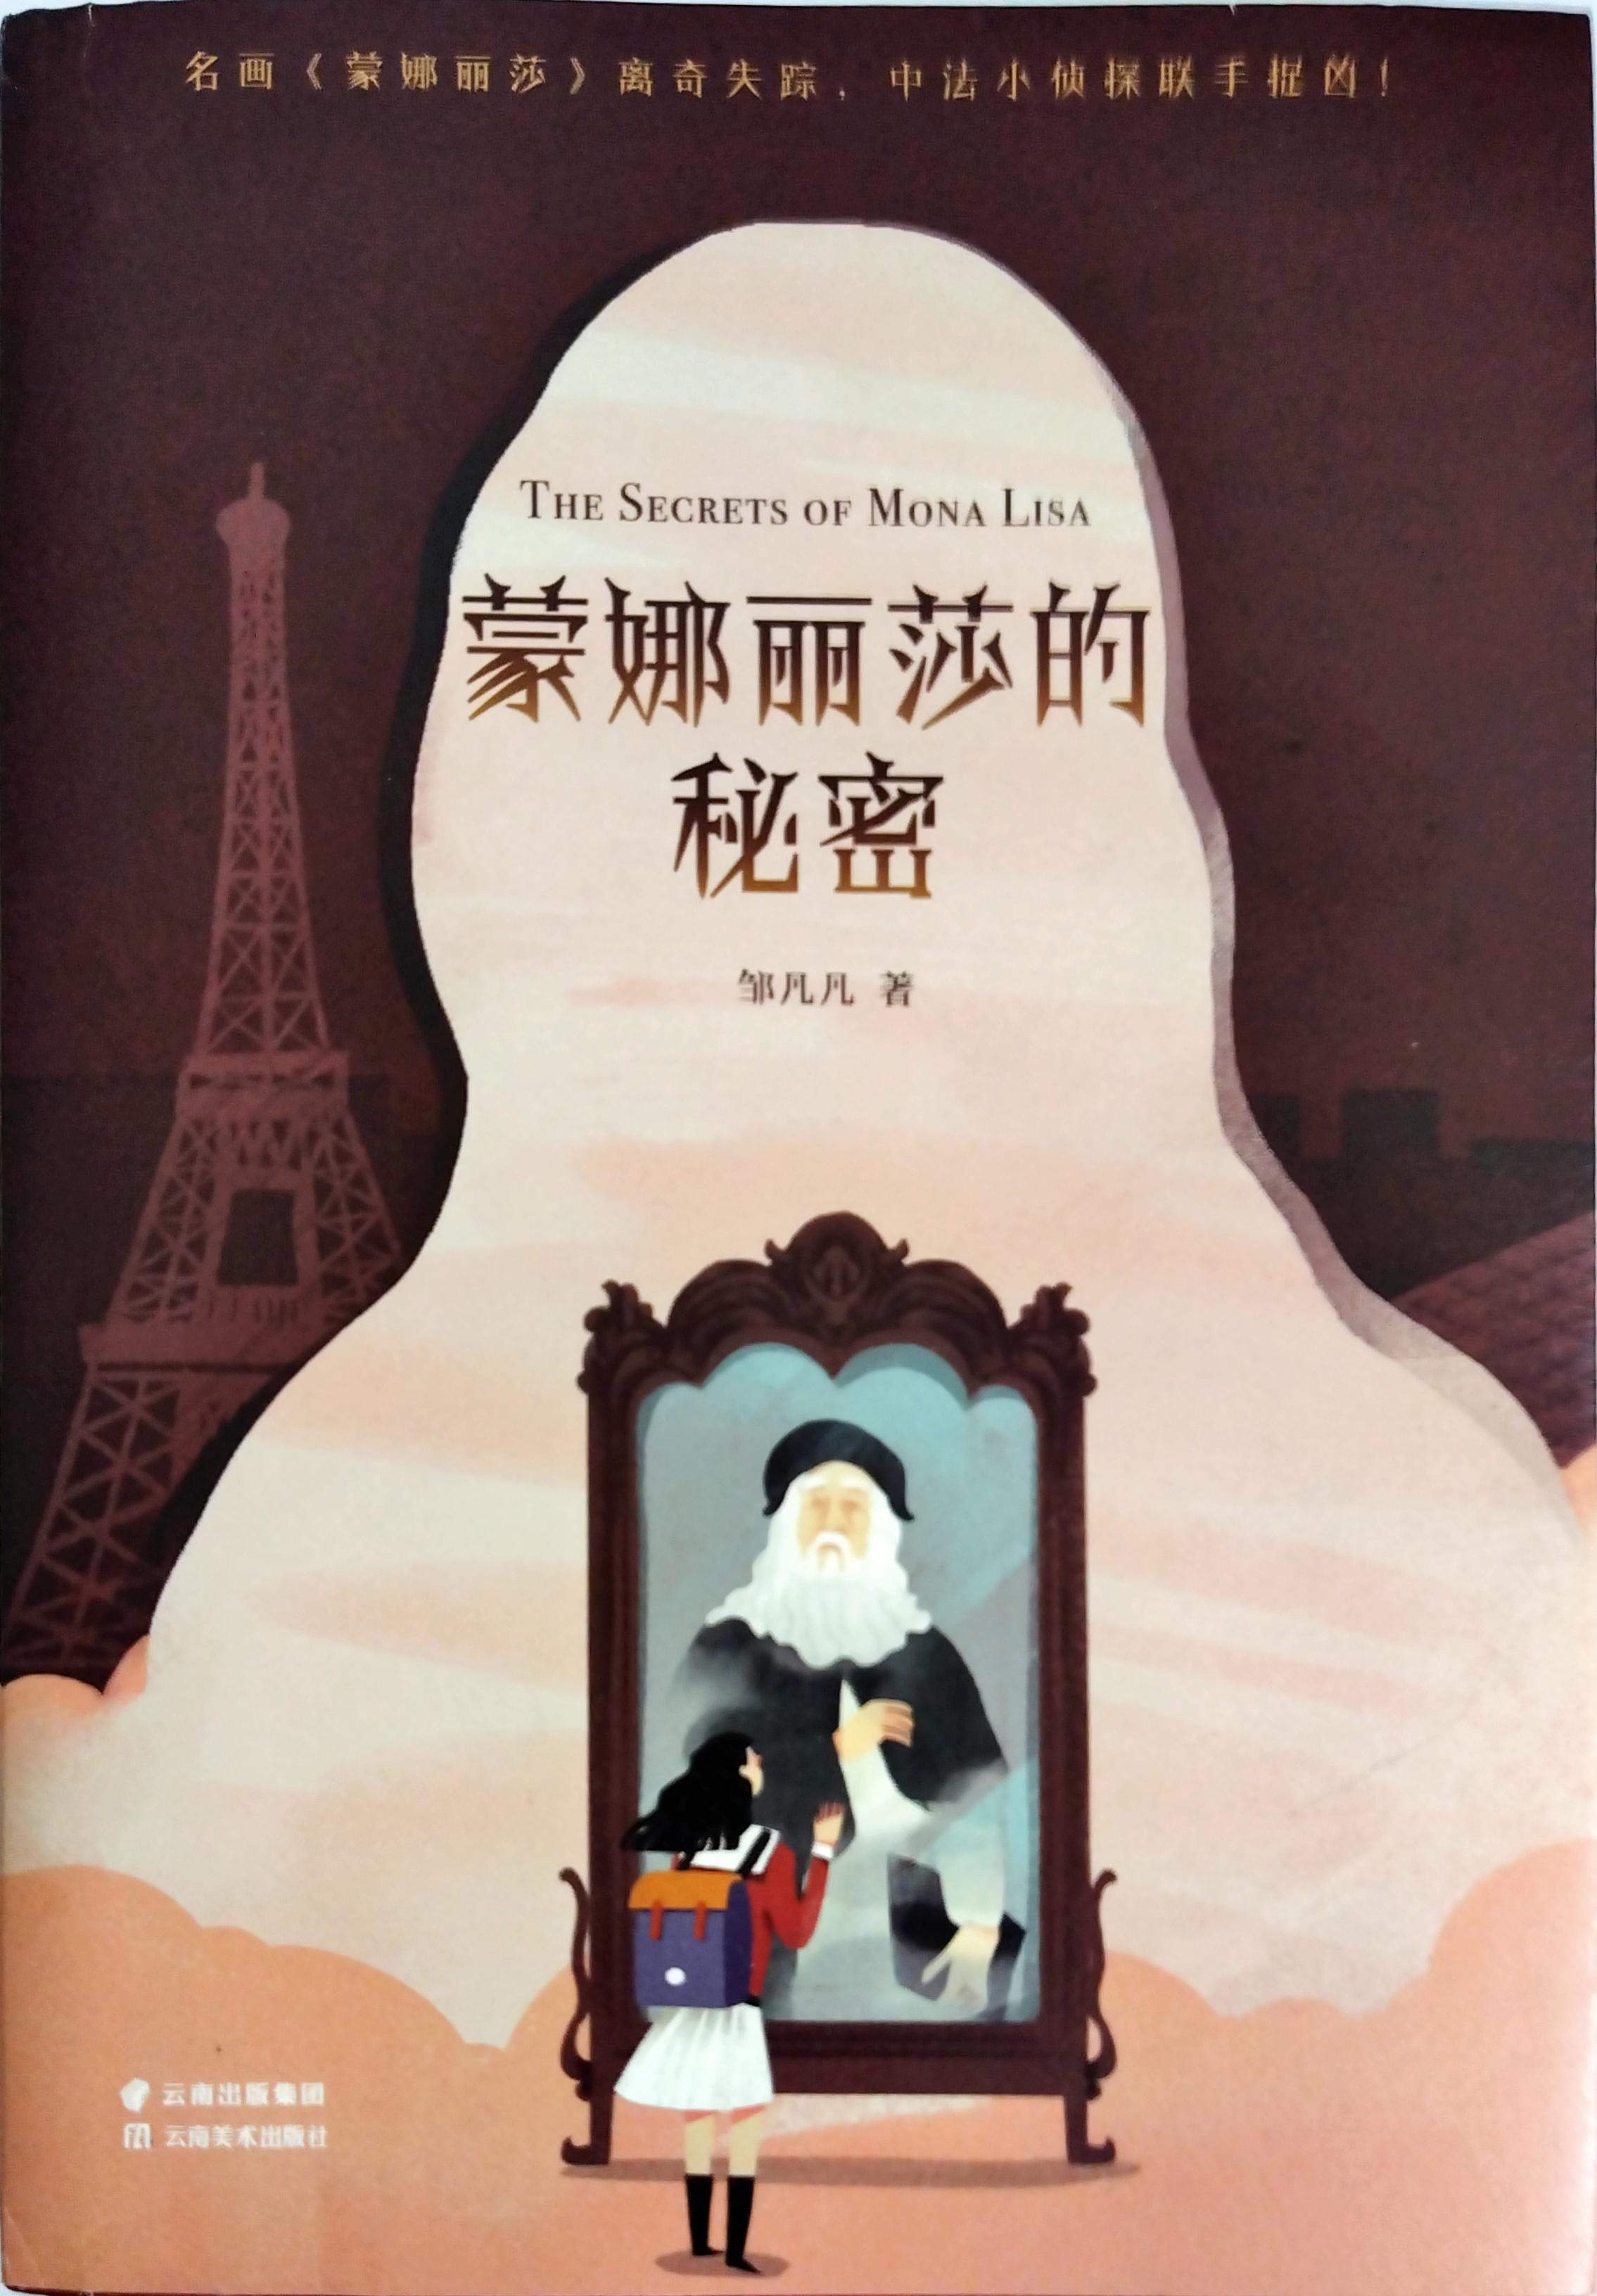 名画《蒙娜丽莎》离奇失踪，中法小侦探联手捉凶！
THE SECRETS OF MONA LISA
蒙娜丽莎的
秘密
邹凡凡 著
云南出版集团
云南美术出版社